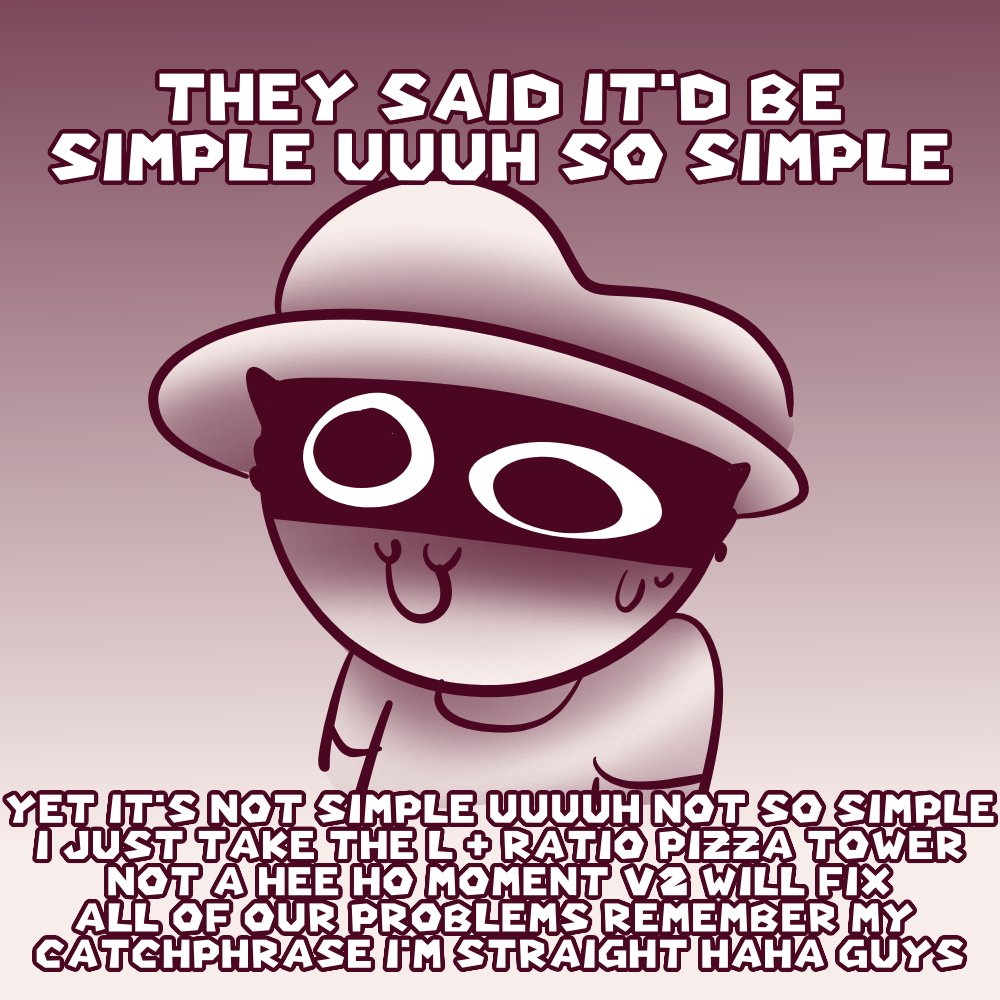 THEY SAID IT'D BE
SIMPLE UUUH SO SIMPLE
YET IT'S NOT SIMPLE UUUUUH NOT SO SIMPLE
I JUST TAKE THE L + RATIO PIZZA TOWER
NOT A HEE HO MOMENT V2 WILL FIX
ALL OF OUR PROBLEMS REMEMBER MY
CATCHPHRASE I'M STRAIGHT HAHA GUYS